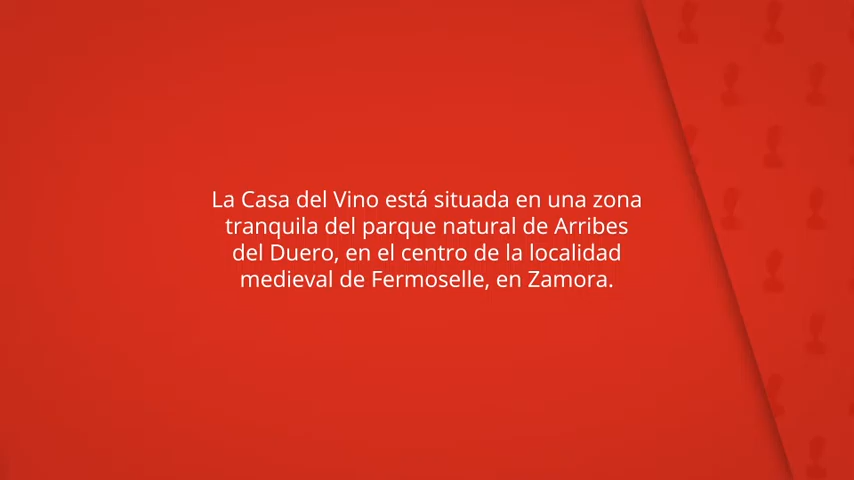 La Casa del Vino está situada en una zona
tranquila del parque natural de Arribes
del Duero, en el centro de la localidad
medieval de Fermoselle, en Zamora.